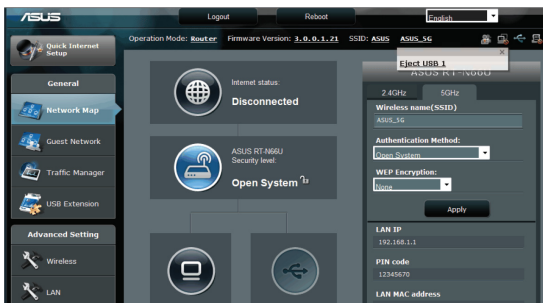 ASUS
Logout
Reboot
English
Quick Internet
Setup
Operation Mode: Router Firmware Version: 3.0.0.1.21 SSID: ASUS ASUS_5G
Eject USB 1
General
Network Map
Guest Network
Traffic Manager
USB Extension
Advanced Setting
Wireless
LAN
Internet status:
Disconnected
ASUS RT-N66U
Security level:
Open System
ASUS RT-N66U
2.4GHz
5GHz
Wireless name(SSID)
ASUS_5G
Authentication Method:
Open System
WEP Encryption:
None
Apply
LAN IP
192.168.1.1
PIN code
12345670
LAN MAC address